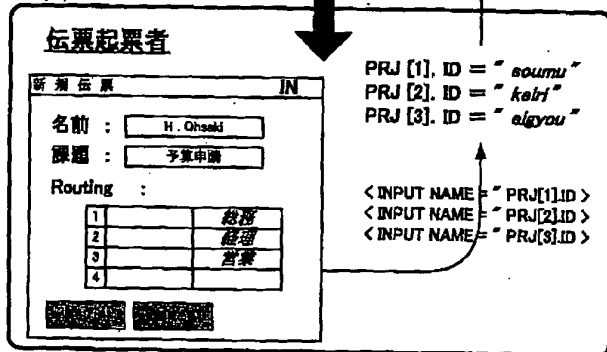 伝票起票者
新規伝票 IN
名前 : H. Ohsaki
課題 : 予算申請
Routing :
1 総務
2 経理
3 営業
4
PRJ [1]. ID = " soumu "
PRJ [2]. ID = " keiri "
PRJ [3]. ID = " eigyou "
< INPUT NAME = " PRJ[1].ID >
< INPUT NAME = " PRJ[2].ID >
< INPUT NAME = " PRJ[3].ID >